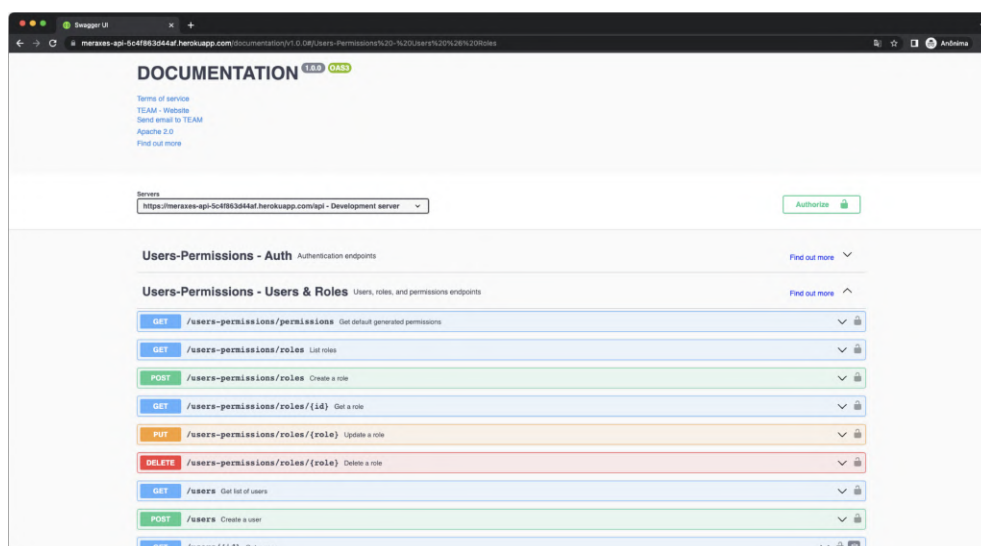 Swagger UI
meraxes-api-5c4f863d44af.herokuapp.com/documentation/v1.0.0#/Users-Permissions%20-%20Users%20%26%20Roles
Anônima
DOCUMENTATION 1.0.0 OAS3
Terms of service
TEAM - Website
Send email to TEAM
Apache 2.0
Find out more
Servers
https://meraxes-api-5c4f863d44af.herokuapp.com/api - Development server
Authorize
Users-Permissions - Auth Authentication endpoints Find out more
Users-Permissions - Users & Roles Users, roles, and permissions endpoints Find out more
GET /users-permissions/permissions Get default generated permissions
GET /users-permissions/roles List roles
POST /users-permissions/roles Create a role
GET /users-permissions/roles/{id} Get a role
PUT /users-permissions/roles/{role} Update a role
DELETE /users-permissions/roles/{role} Delete a role
GET /users Get list of users
POST /users Create a user